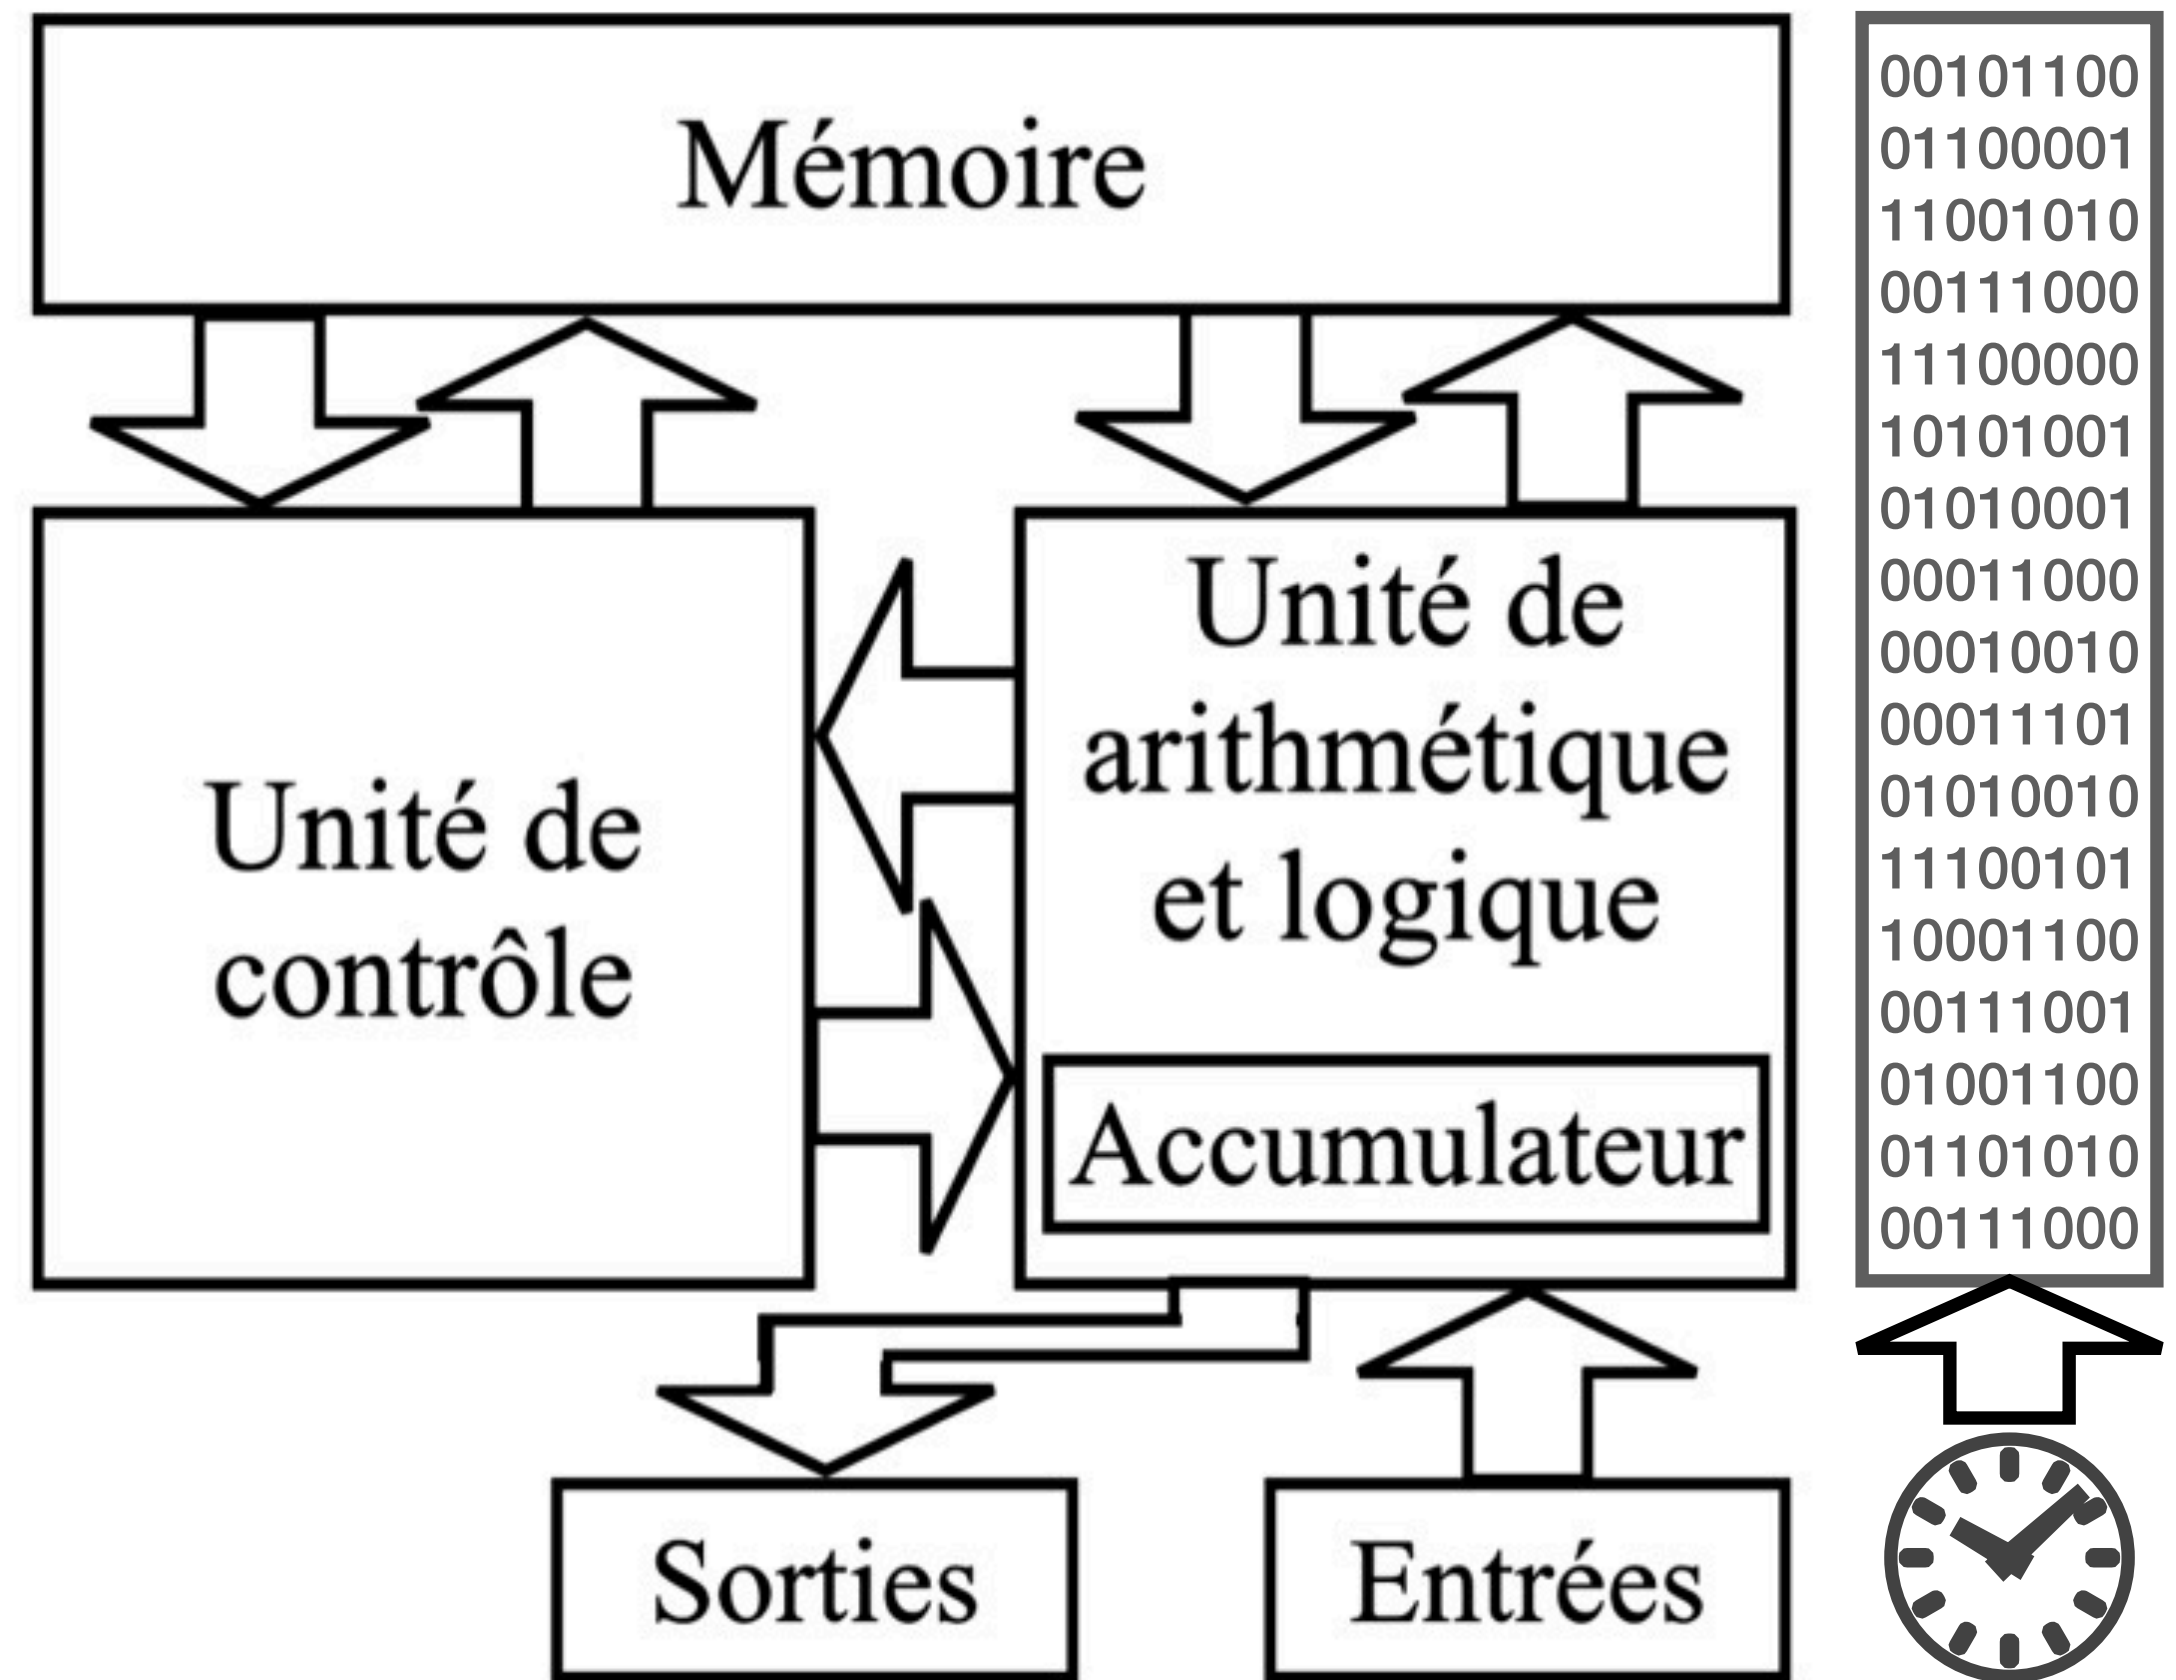 Mémoire
Unité de
contrôle
Unité de
arithmétique
et logique
Accumulateur
Sorties
Entrées
00101100
01100001
11001010
00111000
11100000
10101001
01010001
00011000
00010010
00011101
01010010
11100101
10001100
00111001
01001100
01101010
00111000